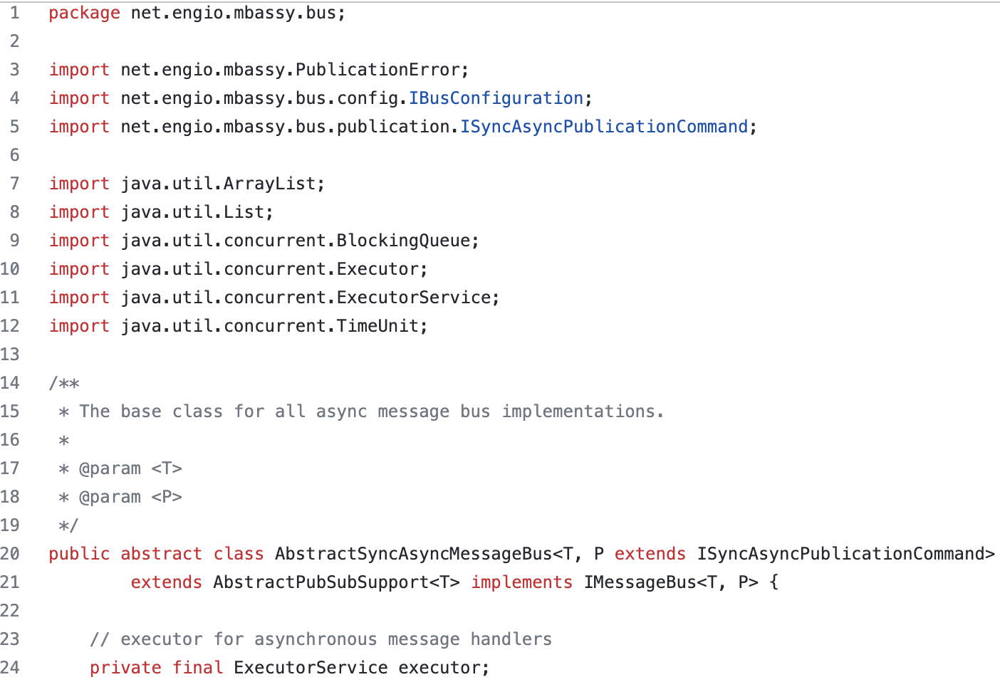 1 package net.engio.mbassy.bus;
2
3 import net.engio.mbassy.PublicationError;
4 import net.engio.mbassy.bus.config.IBusConfiguration;
5 import net.engio.mbassy.bus.publication.ISyncAsyncPublicationCommand;
6
7 import java.util.ArrayList;
8 import java.util.List;
9 import java.util.concurrent.BlockingQueue;
10 import java.util.concurrent.Executor;
11 import java.util.concurrent.ExecutorService;
12 import java.util.concurrent.TimeUnit;
13
14 /**
15  * The base class for all async message bus implementations.
16  *
17  * @param <T>
18  * @param <P>
19  */
20 public abstract class AbstractSyncAsyncMessageBus<T, P extends ISyncAsyncPublicationCommand>
21         extends AbstractPubSubSupport<T> implements IMessageBus<T, P> {
22
23     // executor for asynchronous message handlers
24     private final ExecutorService executor;